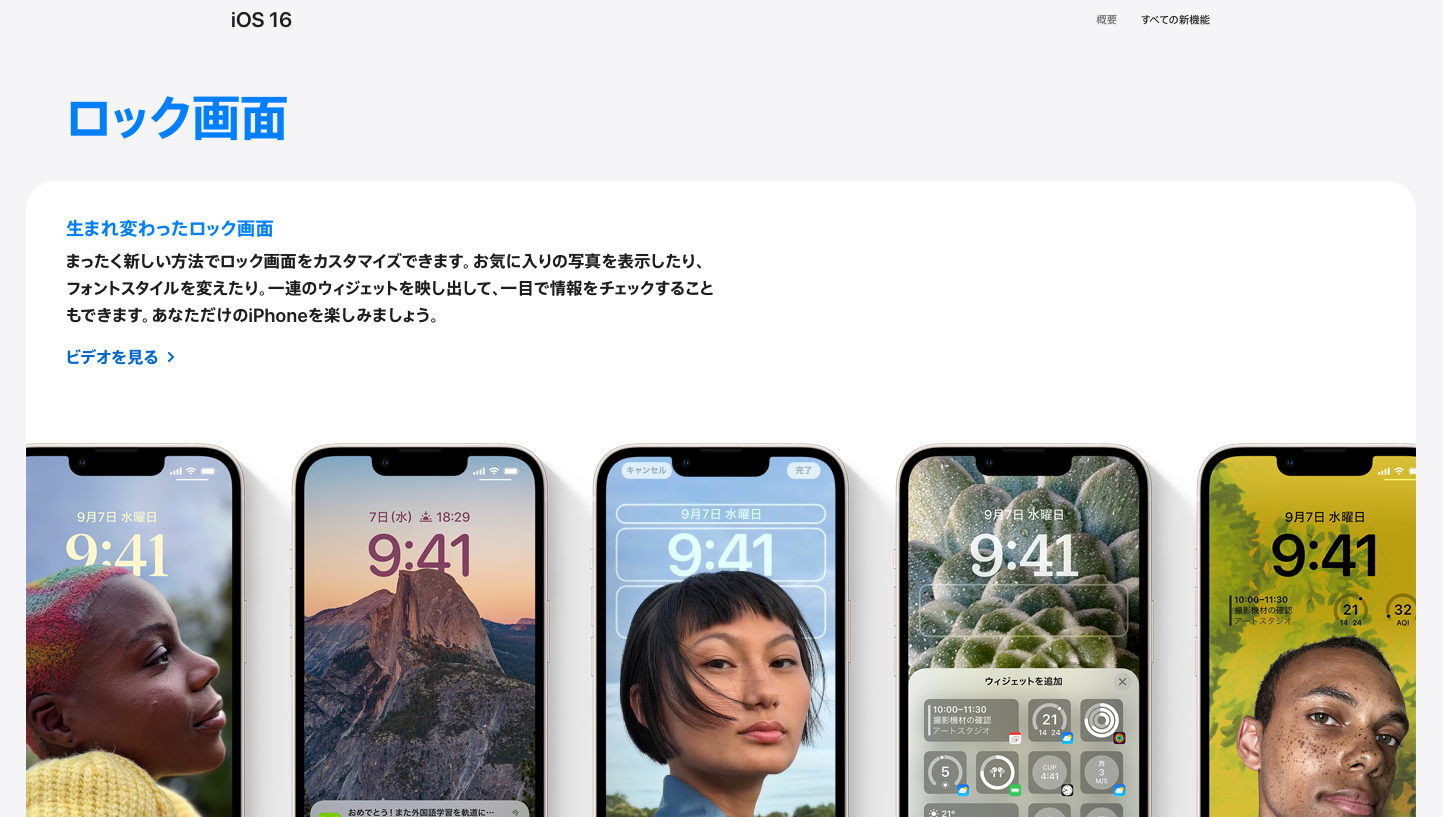 iOS 16
概要 すべての新機能
ロック画面
生まれ変わったロック画面
まったく新しい方法でロック画面をカスタマイズできます。お気に入りの写真を表示したり、
フォントスタイルを変えたり。一連のウィジェットを映し出して、一目で情報をチェックすること
もできます。あなただけのiPhoneを楽しみましょう。
ビデオを見る
9月7日 水曜日
9:41
7日(水) 18:29
9:41
おめでとう！また外国語学習を軌道に…
キャンセル 完了
9月7日 水曜日
9:41
9月7日 水曜日
9:41
ウィジェットを追加
10:00–11:30
撮影機材の確認
アートスタジオ
21
14 24
5
CUP
4:41
西
3
M/S
21°
9月7日 水曜日
9:41
10:00–11:30
撮影機材の確認
アートスタジオ
21
14 24
32
AQI